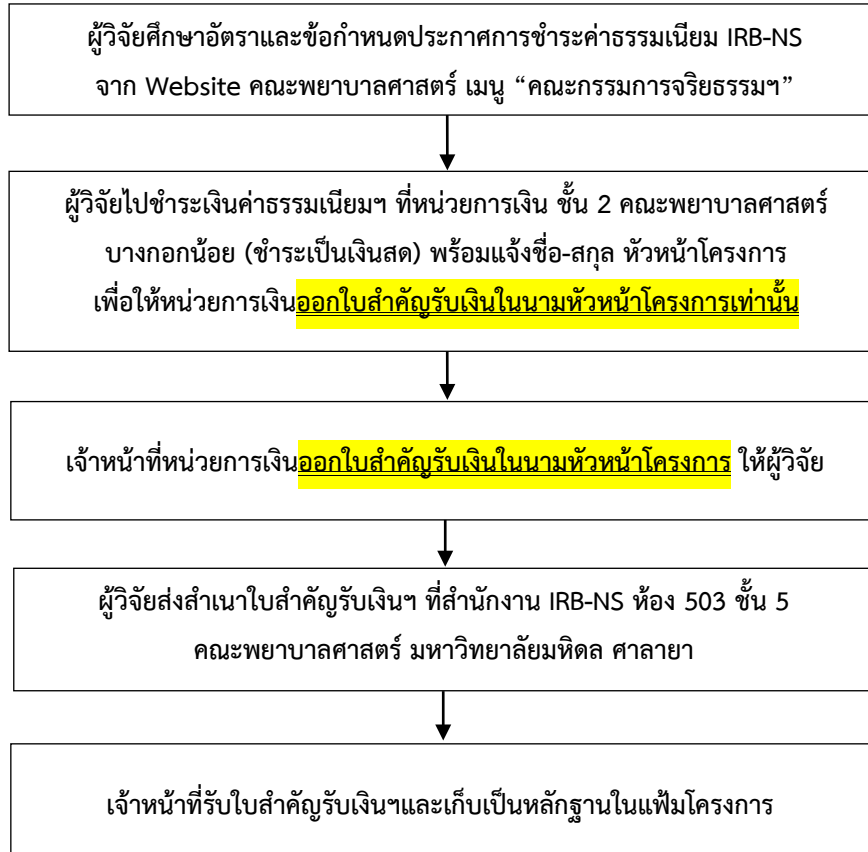 ผู้วิจัยศึกษาอัตราและข้อกำหนดประกาศการชำระค่าธรรมเนียม IRB-NS
จาก Website คณะพยาบาลศาสตร์ เมนู “คณะกรรมการจริยธรรมฯ”
ผู้วิจัยไปชำระเงินค่าธรรมเนียมฯ ที่หน่วยการเงิน ชั้น 2 คณะพยาบาลศาสตร์
บางกอกน้อย (ชำระเป็นเงินสด) พร้อมแจ้งชื่อ-สกุล หัวหน้าโครงการ
เพื่อให้หน่วยการเงินออกใบสำคัญรับเงินในนามหัวหน้าโครงการเท่านั้น
เจ้าหน้าที่หน่วยการเงินออกใบสำคัญรับเงินในนามหัวหน้าโครงการ ให้ผู้วิจัย
ผู้วิจัยส่งสำเนาใบสำคัญรับเงินฯ ที่สำนักงาน IRB-NS ห้อง 503 ชั้น 5
คณะพยาบาลศาสตร์ มหาวิทยาลัยมหิดล ศาลายา
เจ้าหน้าที่รับใบสำคัญรับเงินฯและเก็บเป็นหลักฐานในแฟ้มโครงการ